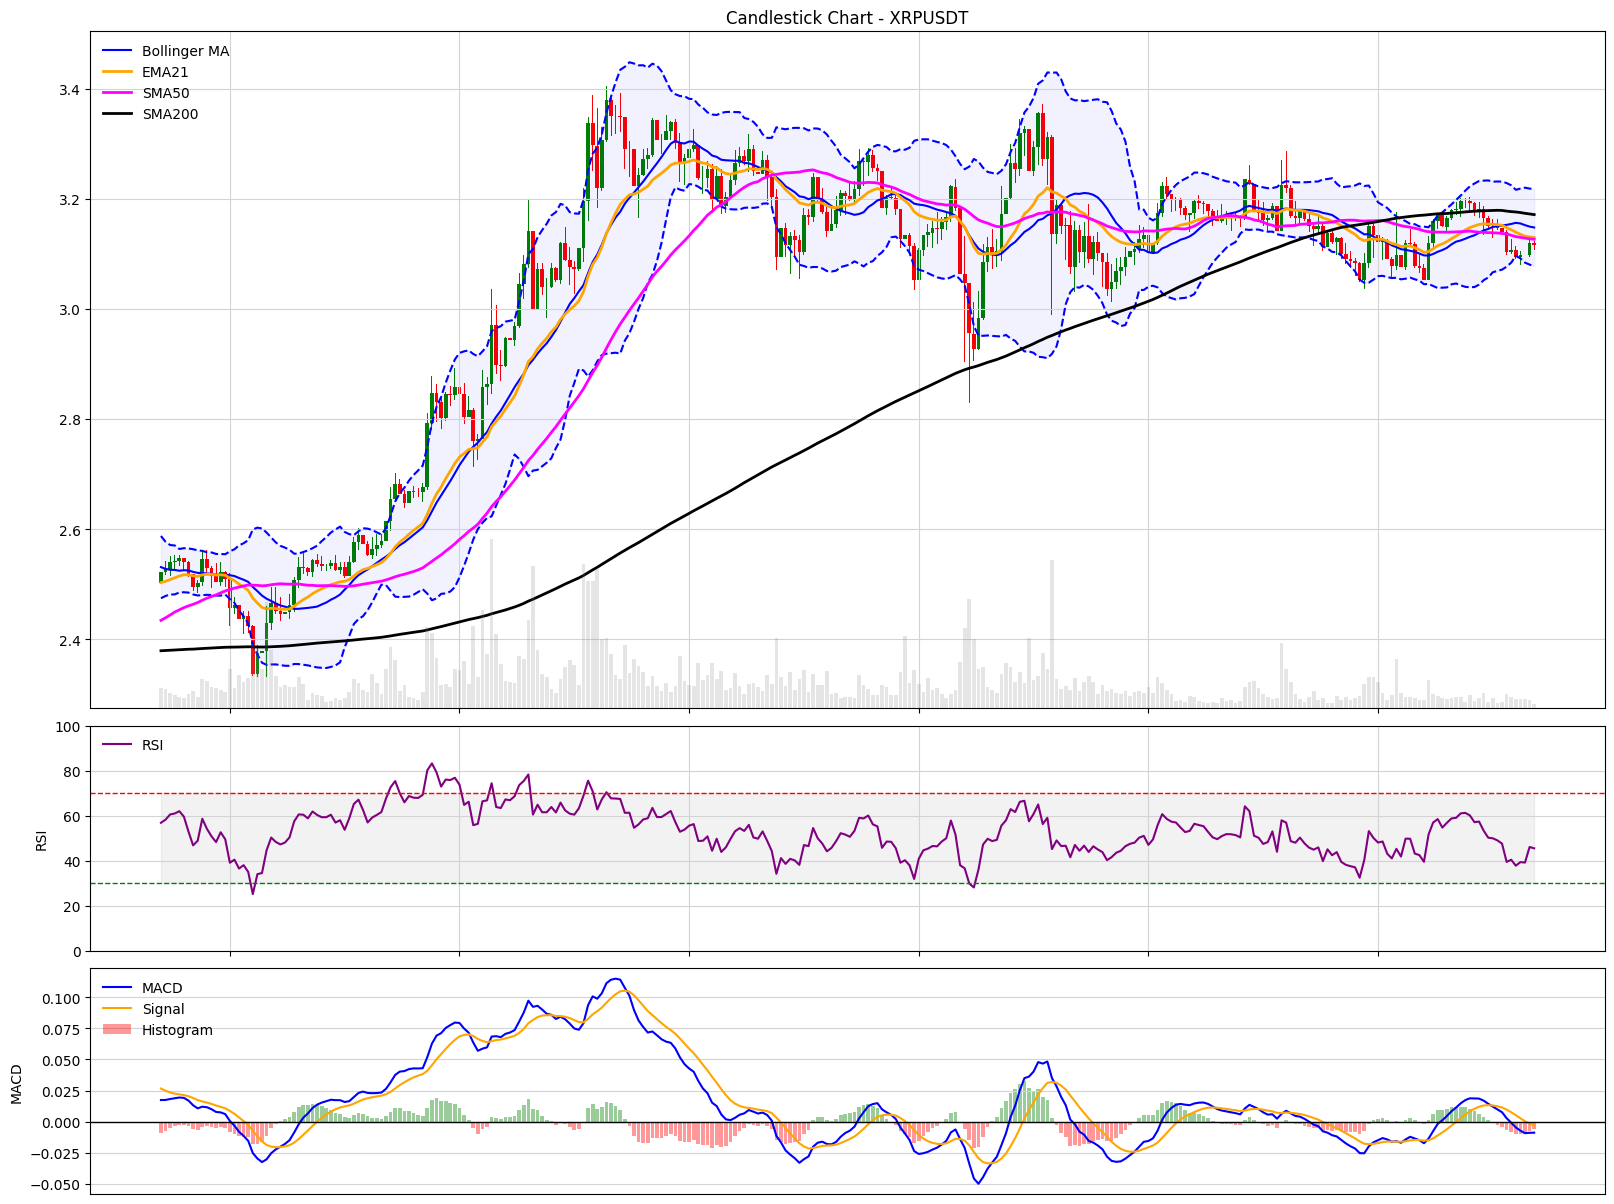 Candlestick Chart - XRPUSDT
Bollinger MA
EMA21
SMA50
SMA200
3.4
3.2
3.0
2.8
2.6
2.4
RSI
100
80
60
40
20
0
RSI
MACD
Signal
Histogram
0.100
0.075
0.050
0.025
0.000
−0.025
−0.050
MACD